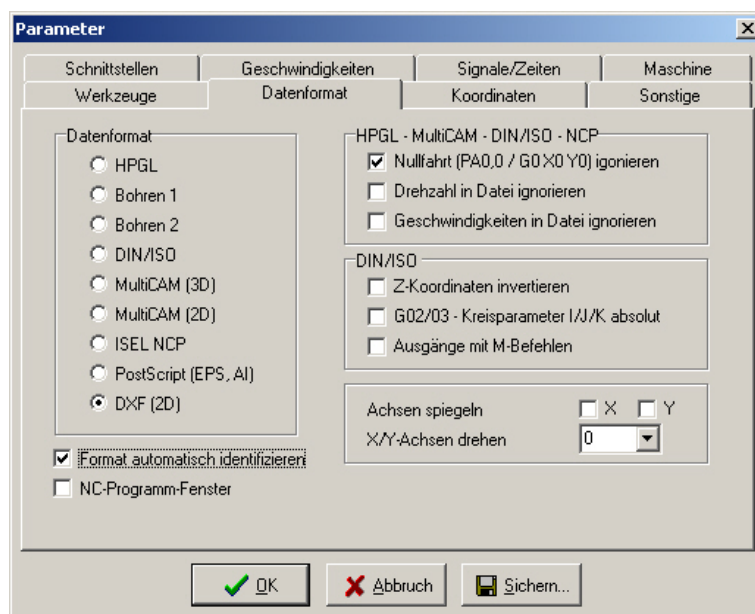 Parameter
Schnittstellen
Geschwindigkeiten
Signale/Zeiten
Maschine
Werkzeuge
Datenformat
Koordinaten
Sonstige
Datenformat
HPGL
Bohren 1
Bohren 2
DIN/ISO
MultiCAM (3D)
MultiCAM (2D)
ISEL NCP
PostScript (EPS, AI)
DXF (2D)
Format automatisch identifizieren
NC-Programm-Fenster
HPGL - MultiCAM - DIN/ISO - NCP
Nullfahrt (PA0,0 / G0 X0 Y0) igonieren
Drehzahl in Datei ignorieren
Geschwindigkeiten in Datei ignorieren
DIN/ISO
Z-Koordinaten invertieren
G02/03 - Kreisparameter I/J/K absolut
Ausgänge mit M-Befehlen
Achsen spiegeln X Y
X/Y-Achsen drehen 0
OK
Abbruch
Sichern...